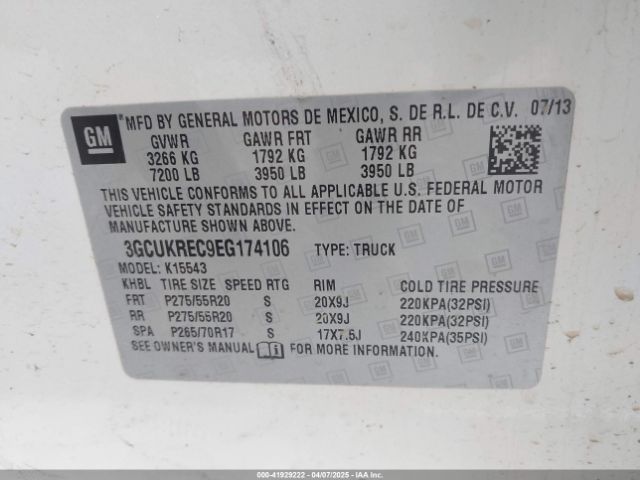 GM
*MFD BY GENERAL MOTORS DE MEXICO, S. DE R.L. DE C.V. 07/13
GVWR GAWR FRT GAWR RR
3266 KG 1792 KG 1792 KG
7200 LB 3950 LB 3950 LB
THIS VEHICLE CONFORMS TO ALL APPLICABLE U.S. FEDERAL MOTOR
VEHICLE SAFETY STANDARDS IN EFFECT ON THE DATE OF
MANUFACTURE SHOWN ABOVE.
3GCUKREC9EG174106 TYPE: TRUCK
MODEL: K15543
KHBL TIRE SIZE SPEED RTG RIM COLD TIRE PRESSURE
FRT P275/55R20 S 20X9J 220KPA(32PSI)
RR P275/55R20 S 20X9J 220KPA(32PSI)
SPA P265/70R17 S 17X7.5J 240KPA(35PSI)
SEE OWNER'S MANUAL FOR MORE INFORMATION.
000-41929222 - 04/07/2025 - IAAI.com